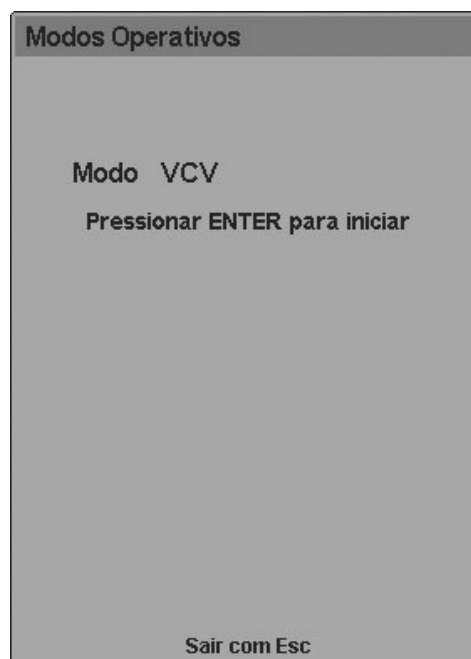 Modos Operativos
Modo VCV
Pressionar ENTER para iniciar
Sair com Esc